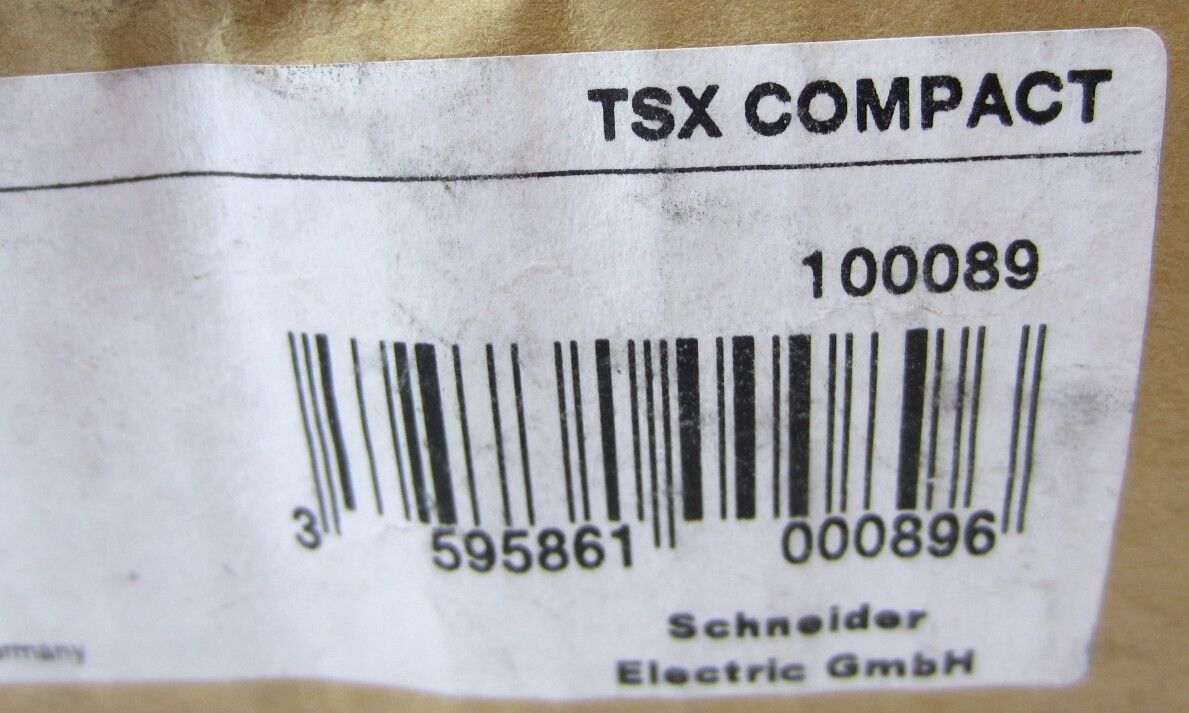 TSX COMPACT
100089
3 595861 000896
Schneider
Electric GmbH